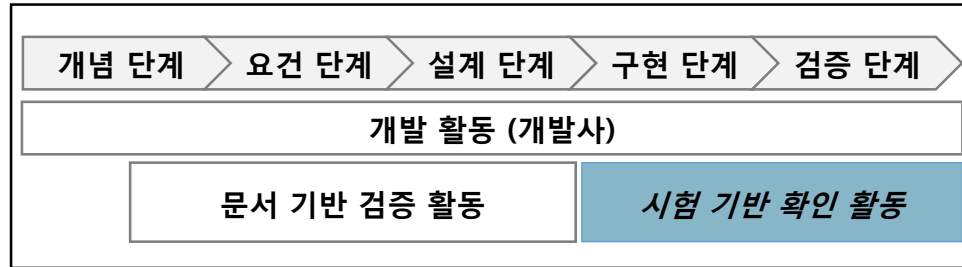 개념 단계 요건 단계 설계 단계 구현 단계 검증 단계
개발 활동 (개발사)
문서 기반 검증 활동 시험 기반 확인 활동